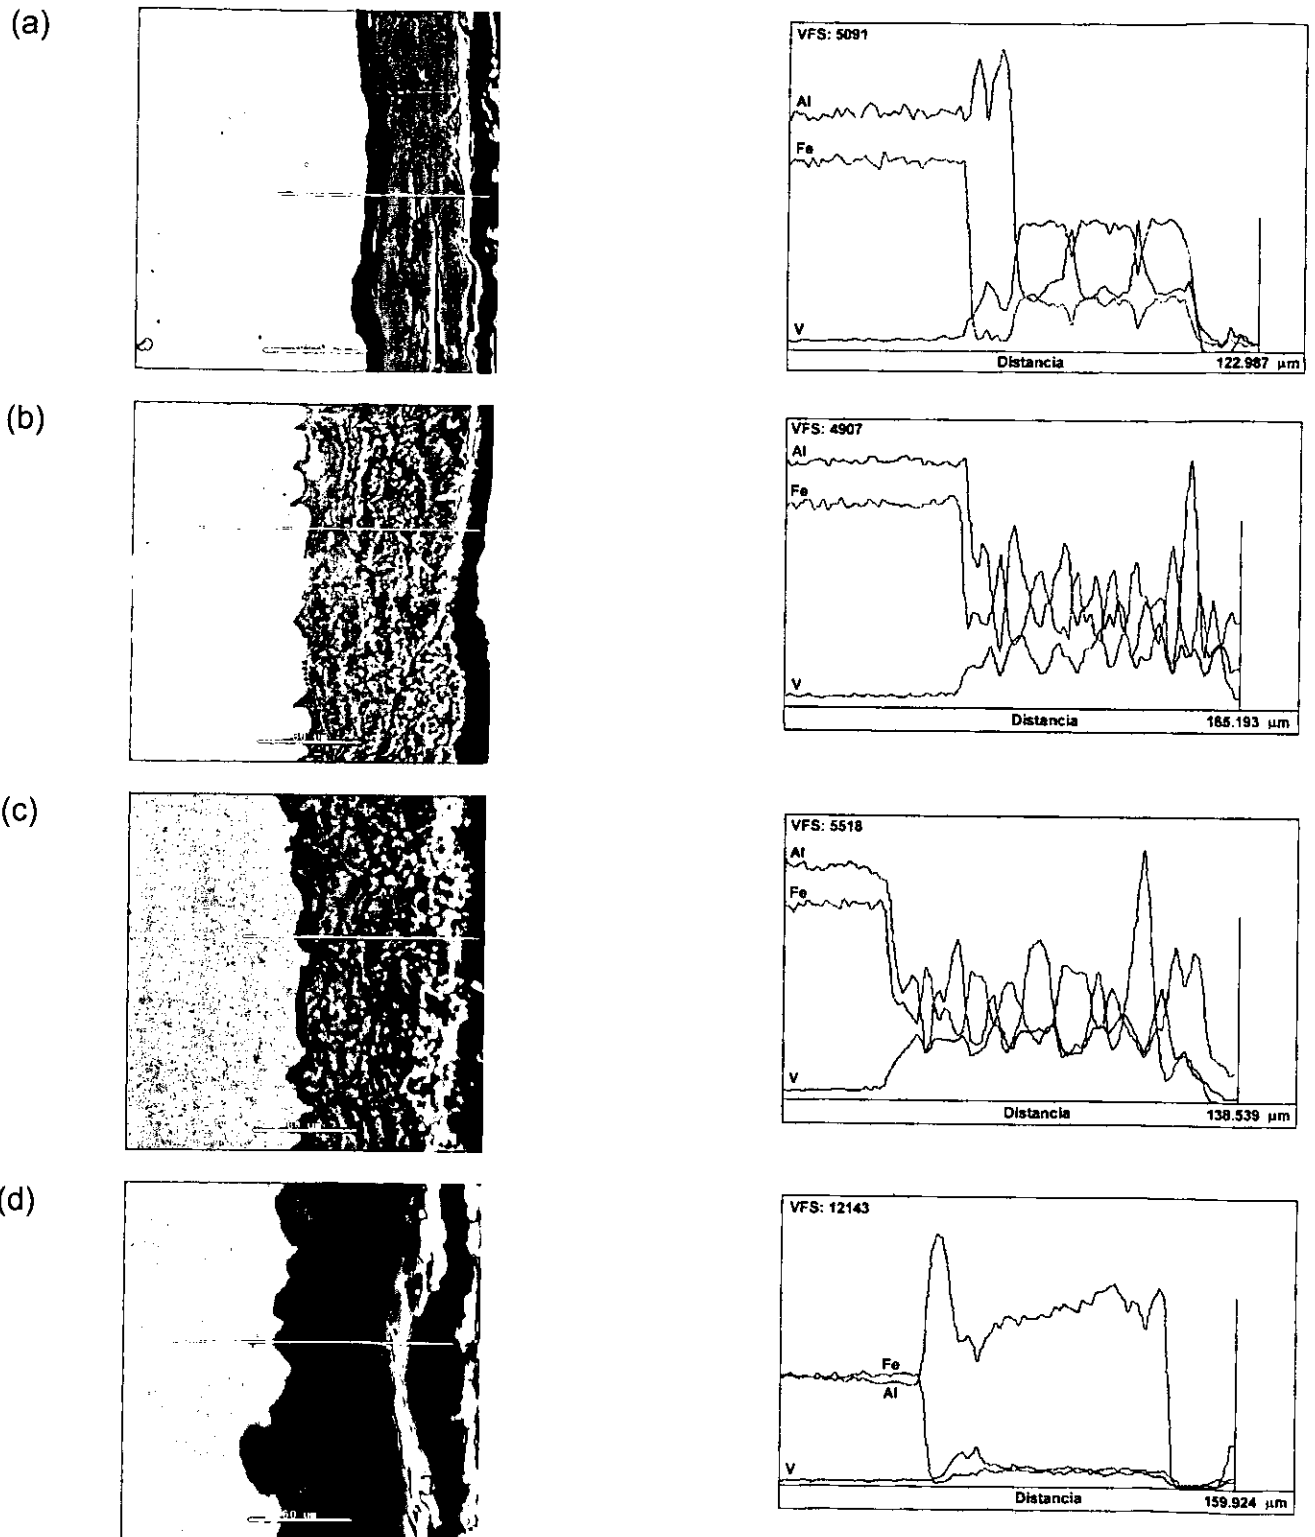 (a)
VFS: 5091
Al
Fe
V
Distancia 122.987 µm
(b)
VFS: 4907
Al
Fe
V
Distancia 165.193 µm
(c)
VFS: 5518
Al
Fe
V
Distancia 138.539 µm
(d)
VFS: 12143
Fe
Al
V
Distancia 159.924 µm